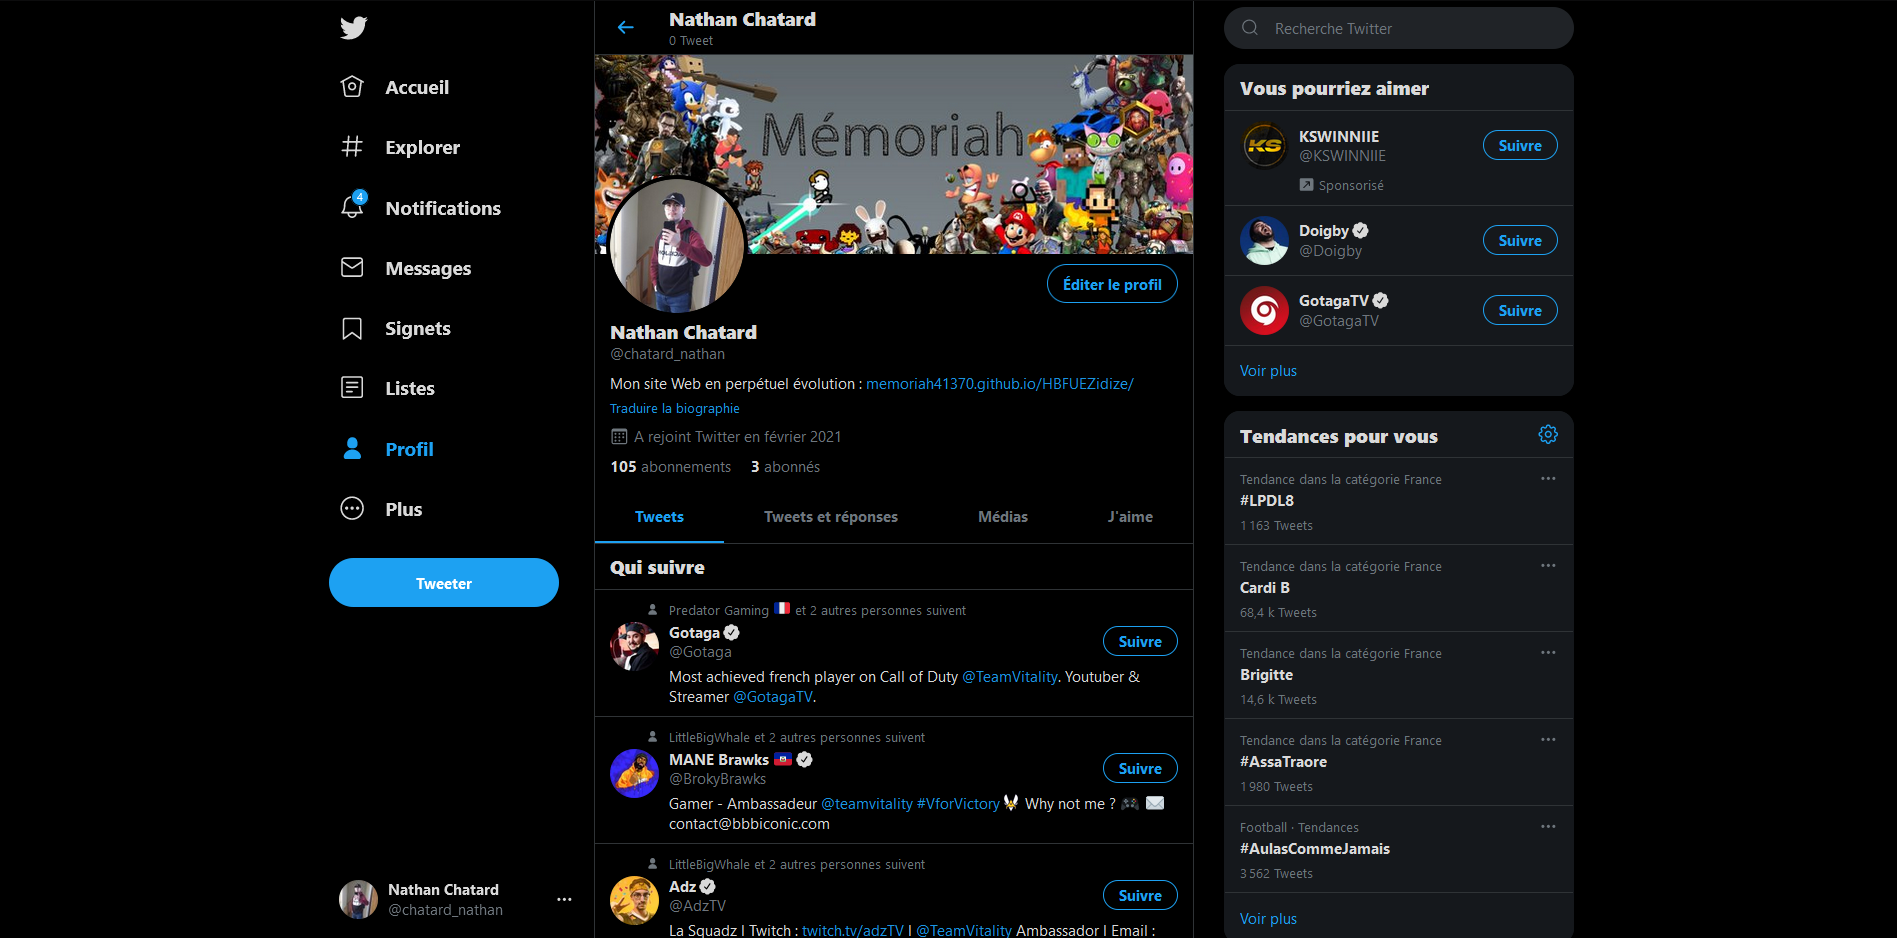 Accueil
Explorer
4
Notifications
Messages
Signets
Listes
Profil
Plus
Tweeter
Nathan Chatard
@chatard_nathan
Nathan Chatard
0 Tweet
Mémoriah
Éditer le profil
Nathan Chatard
@chatard_nathan
Mon site Web en perpétuel évolution : memoriah41370.github.io/HBFUEZidize/
Traduire la biographie
A rejoint Twitter en février 2021
105 abonnements 3 abonnés
Tweets Tweets et réponses Médias J'aime
Qui suivre
Predator Gaming 🇫🇷 et 2 autres personnes suivent
Gotaga
@Gotaga
Suivre
Most achieved french player on Call of Duty @TeamVitality. Youtuber &
Streamer @GotagaTV.
LittleBigWhale et 2 autres personnes suivent
MANE Brawks 🇭🇹
@BrokyBrawks
Suivre
Gamer - Ambassadeur @teamvitality #VforVictory Why not me ? 🎮 ✉️
contact@bbbiconic.com
LittleBigWhale et 2 autres personnes suivent
Adz
@AdzTV
Suivre
La Squadz l Twitch : twitch.tv/adzTV l @TeamVitality Ambassador l Email :
Recherche Twitter
Vous pourriez aimer
KS
KSWINNIIE
@KSWINNIIE
Suivre
Sponsorisé
Doigby
@Doigby
Suivre
GotagaTV
@GotagaTV
Suivre
Voir plus
Tendances pour vous
Tendance dans la catégorie France
#LPDL8
1 163 Tweets
Tendance dans la catégorie France
Cardi B
68,4 k Tweets
Tendance dans la catégorie France
Brigitte
14,6 k Tweets
Tendance dans la catégorie France
#AssaTraore
1 980 Tweets
Football · Tendances
#AulasCommeJamais
3 562 Tweets
Voir plus